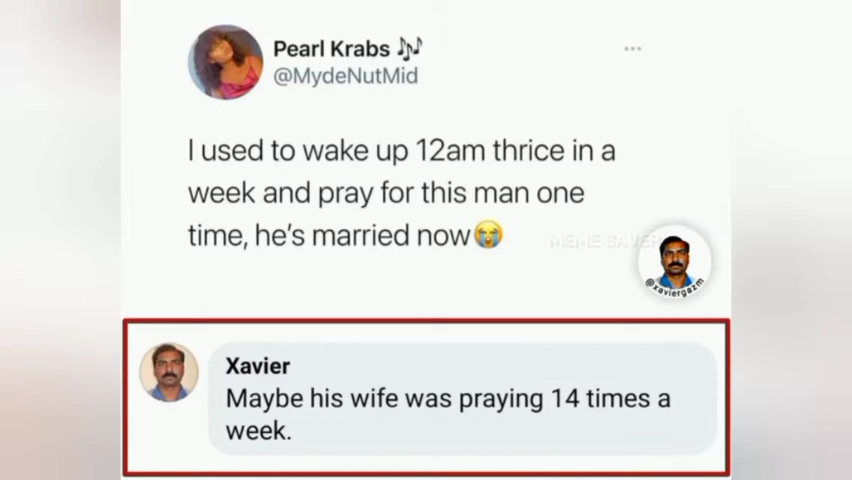 Pearl Krabs 🎶
@MydeNutMid
I used to wake up 12am thrice in a
week and pray for this man one
time, he's married now😭
MEME SAVER
@xaviergazm
Xavier
Maybe his wife was praying 14 times a
week.